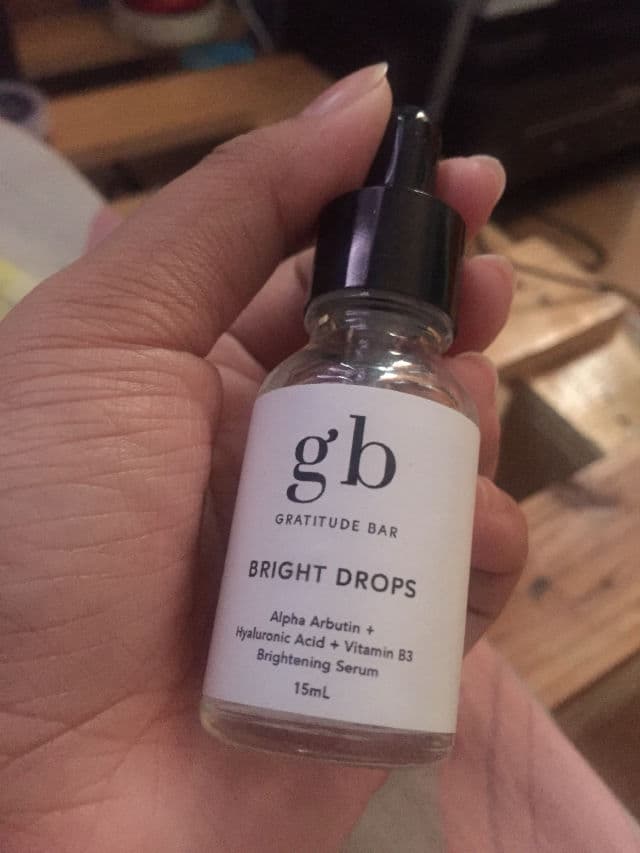 gb
GRATITUDE BAR
BRIGHT DROPS
Alpha Arbutin +
Hyaluronic Acid + Vitamin B3
Brightening Serum
15mL